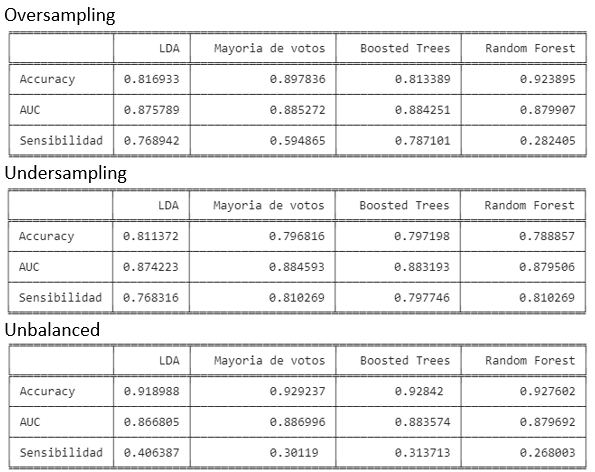 Oversampling
LDA Mayoria de votos Boosted Trees Random Forest
Accuracy 0.816933 0.897836 0.813389 0.923895
AUC 0.875789 0.885272 0.884251 0.879907
Sensibilidad 0.768942 0.594865 0.787101 0.282405
Undersampling
LDA Mayoria de votos Boosted Trees Random Forest
Accuracy 0.811372 0.796816 0.797198 0.788857
AUC 0.874223 0.884593 0.883193 0.879506
Sensibilidad 0.768316 0.810269 0.797746 0.810269
Unbalanced
LDA Mayoria de votos Boosted Trees Random Forest
Accuracy 0.918988 0.929237 0.92842 0.927602
AUC 0.866805 0.886996 0.883574 0.879692
Sensibilidad 0.406387 0.30119 0.313713 0.268003